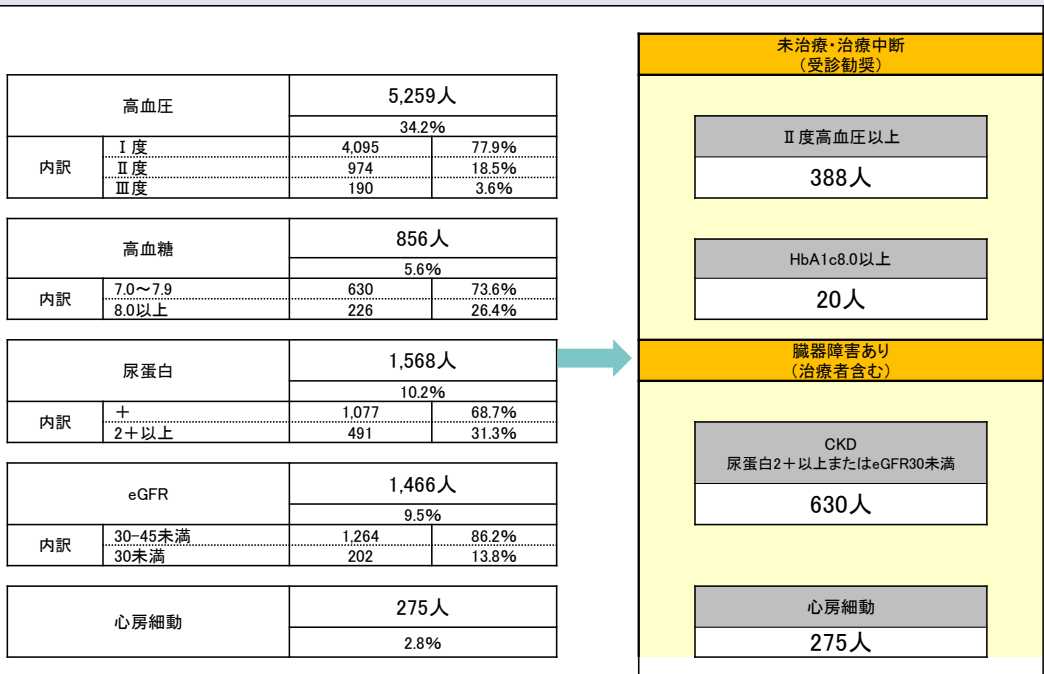 高血圧
5,259人
34.2%
内訳
Ⅰ度 4,095 77.9%
Ⅱ度 974 18.5%
Ⅲ度 190 3.6%
高血糖
856人
5.6%
内訳
7.0～7.9 630 73.6%
8.0以上 226 26.4%
尿蛋白
1,568人
10.2%
内訳
＋ 1,077 68.7%
2＋以上 491 31.3%
eGFR
1,466人
9.5%
内訳
30-45未満 1,264 86.2%
30未満 202 13.8%
心房細動
275人
2.8%
未治療・治療中断
（受診勧奨）
Ⅱ度高血圧以上
388人
HbA1c8.0以上
20人
臓器障害あり
（治療者含む）
CKD
尿蛋白2＋以上またはeGFR30未満
630人
心房細動
275人